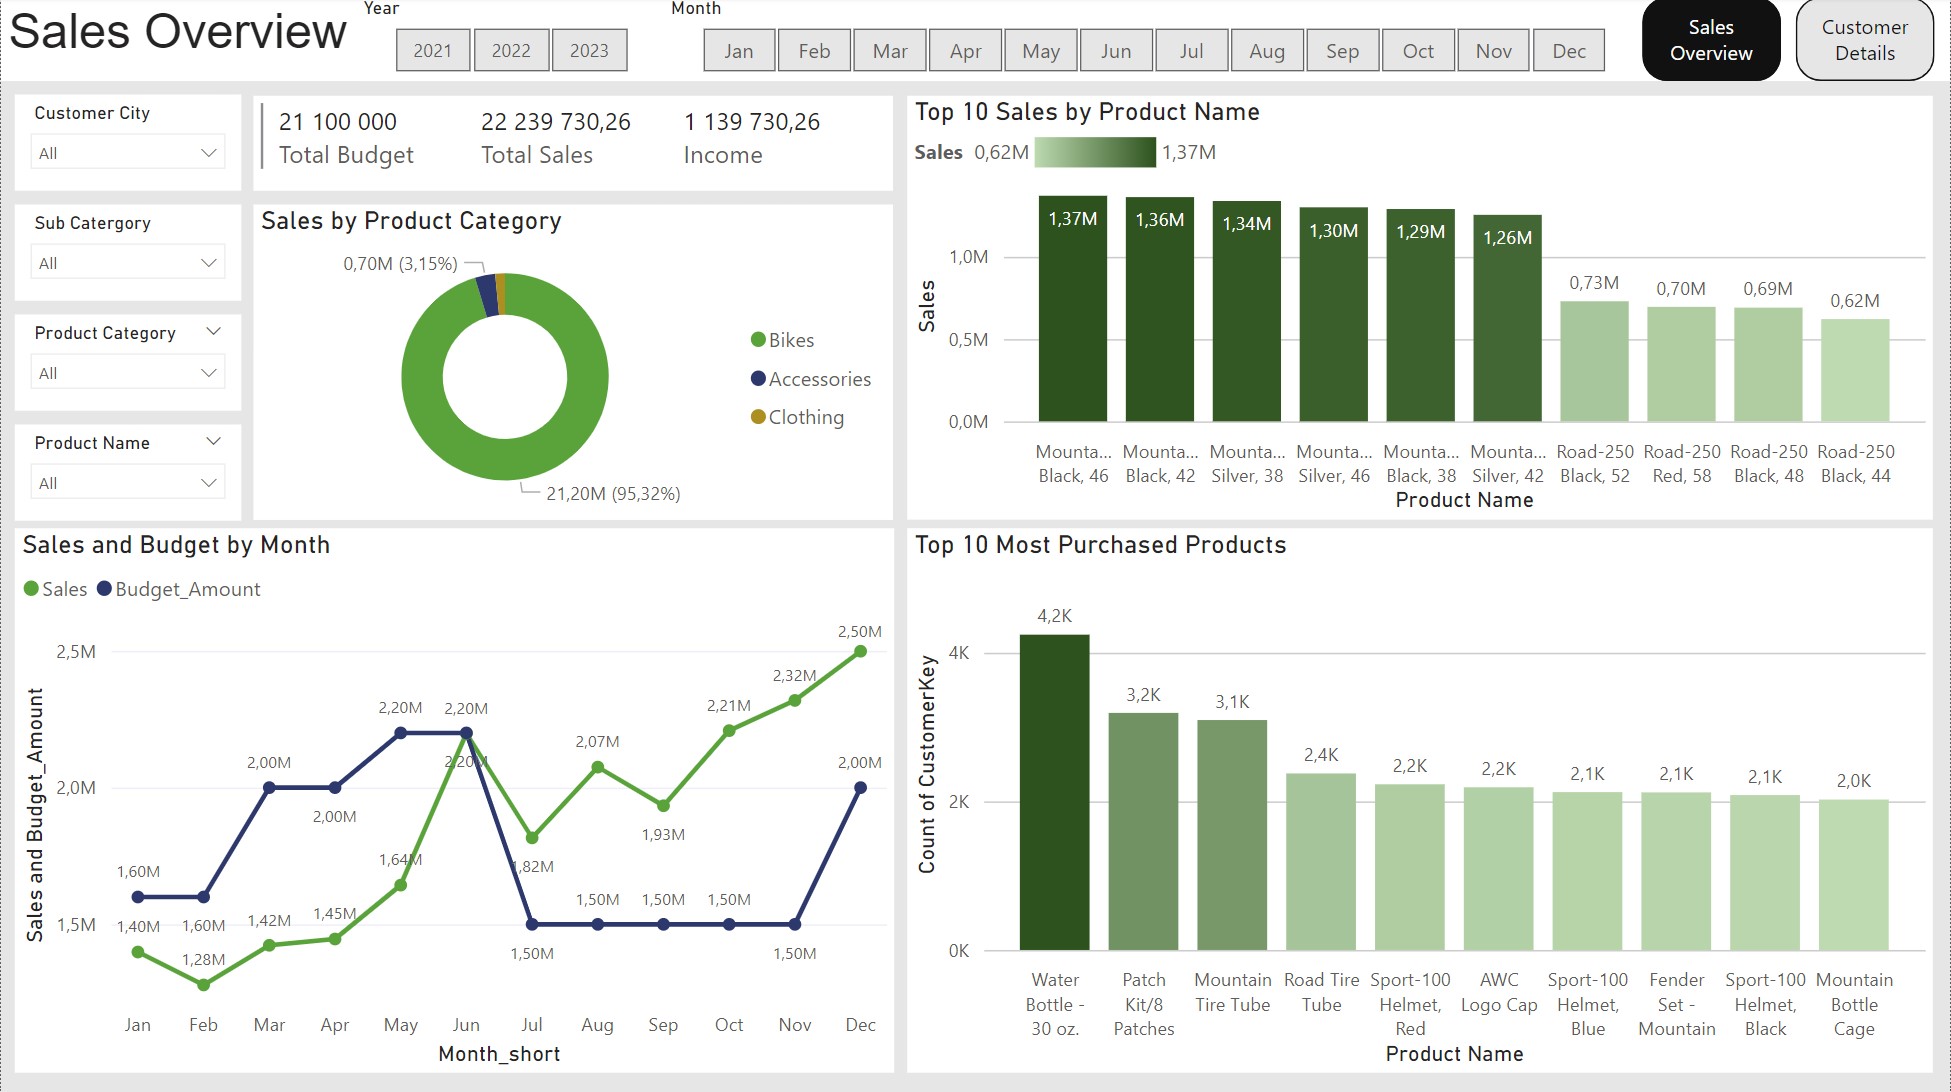 Sales Overview
Year
2021 2022 2023
Month
Jan Feb Mar Apr May Jun Jul Aug Sep Oct Nov Dec
Sales
Overview
Customer
Details
Customer City
All
Sub Catergory
All
Product Category
All
Product Name
All
21 100 000
Total Budget
22 239 730,26
Total Sales
1 139 730,26
Income
Sales by Product Category
0,70M (3,15%)
21,20M (95,32%)
Bikes
Accessories
Clothing
Top 10 Sales by Product Name
Sales 0,62M 1,37M
Sales
1,0M
0,5M
0,0M
1,37M 1,36M 1,34M 1,30M 1,29M 1,26M 0,73M 0,70M 0,69M 0,62M
Mounta... Mounta... Mounta... Mounta... Mounta... Mounta... Road-250 Road-250 Road-250 Road-250
Black, 46 Black, 42 Silver, 38 Silver, 46 Black, 38 Silver, 42 Black, 52 Red, 58 Black, 48 Black, 44
Product Name
Sales and Budget by Month
Sales Budget_Amount
Sales and Budget_Amount
2,5M
2,0M
1,5M
1,60M 1,60M 2,00M 2,00M 2,20M 2,20M 1,50M 1,50M 1,50M 1,50M 1,50M 2,00M
1,40M 1,28M 1,42M 1,45M 1,64M 2,20M 1,82M 2,07M 1,93M 2,21M 2,32M 2,50M
Jan Feb Mar Apr May Jun Jul Aug Sep Oct Nov Dec
Month_short
Top 10 Most Purchased Products
Count of CustomerKey
4K
2K
0K
4,2K 3,2K 3,1K 2,4K 2,2K 2,2K 2,1K 2,1K 2,1K 2,0K
Water Patch Mountain Road Tire Sport-100 AWC Sport-100 Fender Sport-100 Mountain
Bottle - Kit/8 Tire Tube Tube Helmet, Logo Cap Helmet, Set - Helmet, Bottle
30 oz. Patches Red Blue Mountain Black Cage
Product Name